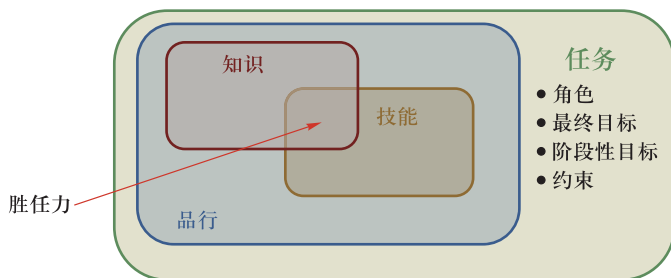 知识
技能
品行
胜任力
任务
● 角色
● 最终目标
● 阶段性目标
● 约束